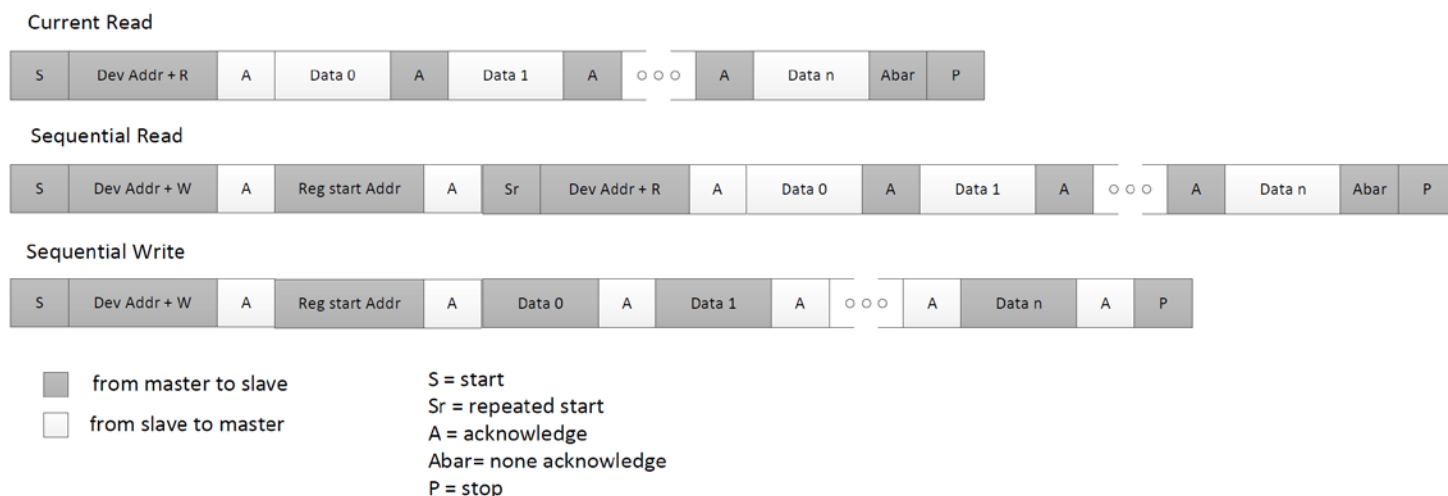 Current Read
S Dev Addr + R A Data 0 A Data 1 A A Data n Abar P
Sequential Read
S Dev Addr + W A Reg start Addr A Sr Dev Addr + R A Data 0 A Data 1 A A Data n Abar P
Sequential Write
S Dev Addr + W A Reg start Addr A Data 0 A Data 1 A A Data n A P
from master to slave
from slave to master
S = start
Sr = repeated start
A = acknowledge
Abar= none acknowledge
P = stop